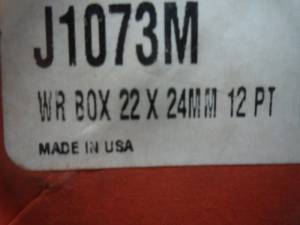 J1073M
WR BOX 22 X 24MM 12 PT
MADE IN USA